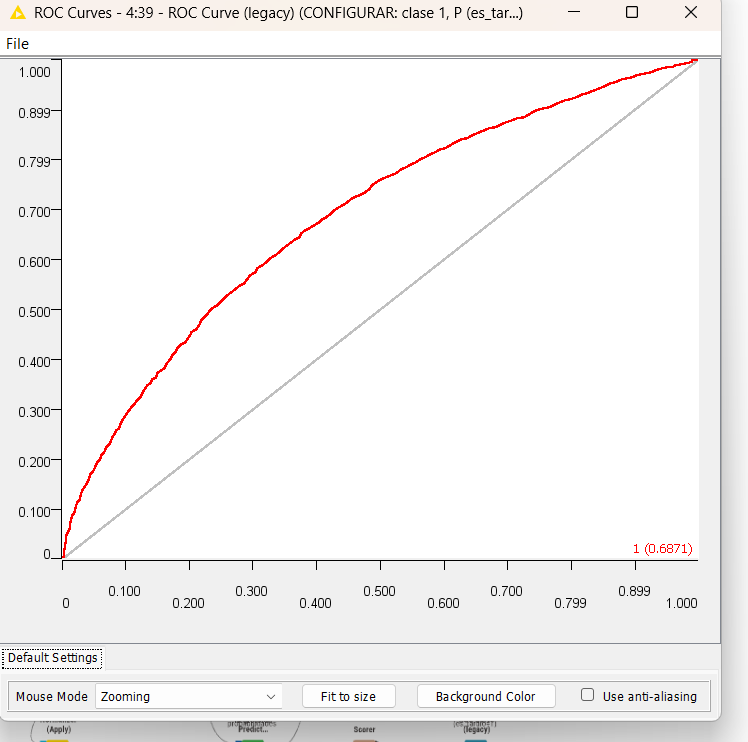 ROC Curves - 4:39 - ROC Curve (legacy) (CONFIGURAR: clase 1, P (es_tar...)
File
1.000
0.899
0.799
0.700
0.600
0.500
0.400
0.300
0.200
0.100
0
1 (0.6871)
0.100 0.300 0.500 0.700 0.899
0 0.200 0.400 0.600 0.799 1.000
Default Settings
Mouse Mode Zooming Fit to size Background Color Use anti-aliasing
(Apply) Predict... Scorer (legacy)